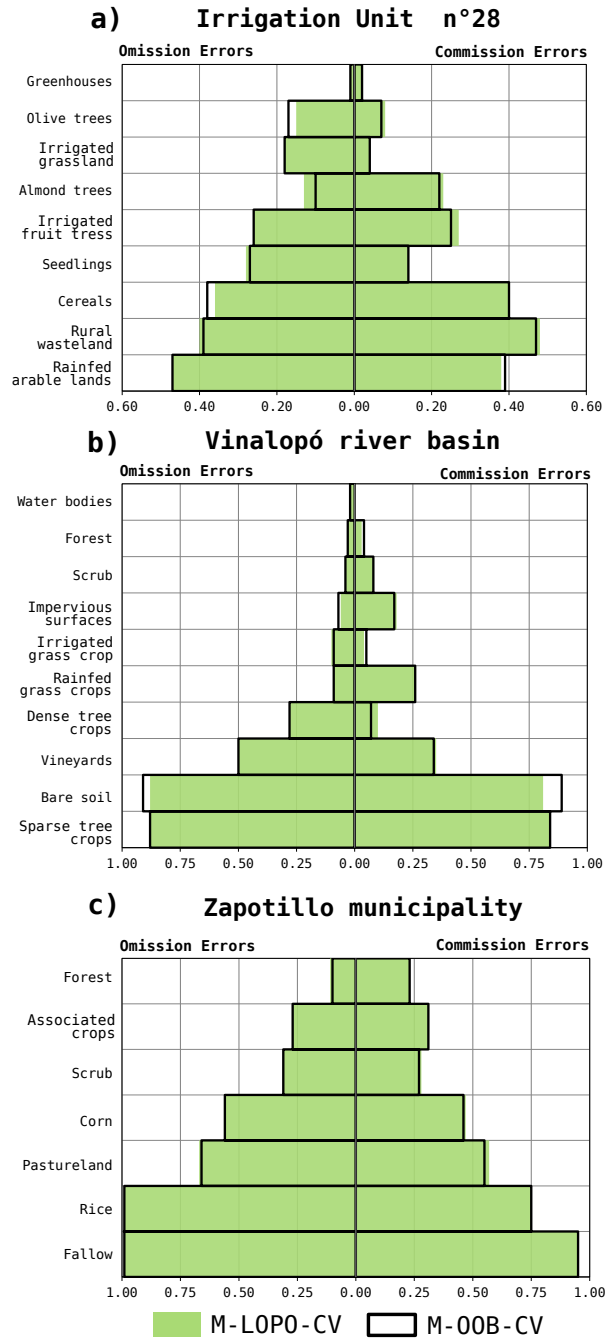 a) Irrigation Unit n°28
Omission Errors Commission Errors
Greenhouses
Olive trees
Irrigated
grassland
Almond trees
Irrigated
fruit tress
Seedlings
Cereals
Rural
wasteland
Rainfed
arable lands
0.60 0.40 0.20 0.00 0.20 0.40 0.60
b) Vinalopó river basin
Omission Errors Commission Errors
Water bodies
Forest
Scrub
Impervious
surfaces
Irrigated
grass crop
Rainfed
grass crops
Dense tree
crops
Vineyards
Bare soil
Sparse tree
crops
1.00 0.75 0.50 0.25 0.00 0.25 0.50 0.75 1.00
c) Zapotillo municipality
Omission Errors Commission Errors
Forest
Associated
crops
Scrub
Corn
Pastureland
Rice
Fallow
1.00 0.75 0.50 0.25 0.00 0.25 0.50 0.75 1.00
M-LOPO-CV M-OOB-CV